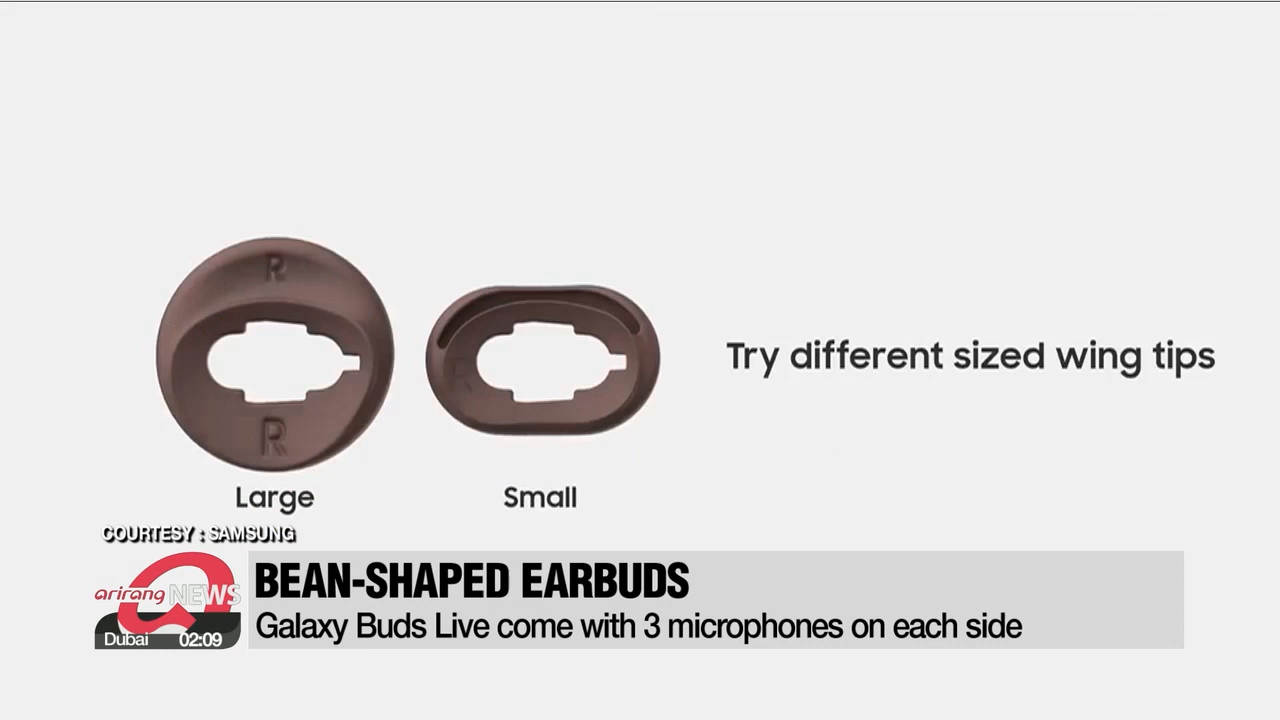 R
R
R
Try different sized wing tips
Large
Small
COURTESY : SAMSUNG
arirang NEWS
BEAN-SHAPED EARBUDS
Galaxy Buds Live come with 3 microphones on each side
Dubai 02:09